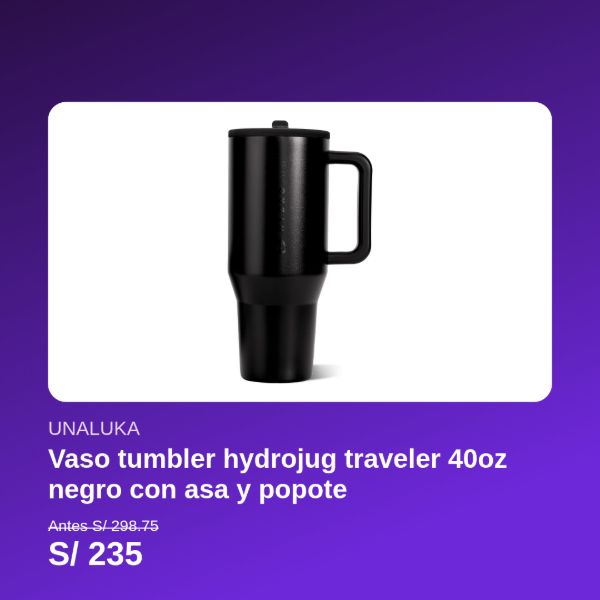 UNALUKA
Vaso tumbler hydrojug traveler 40oz
negro con asa y popote
Antes S/ 298.75
S/ 235